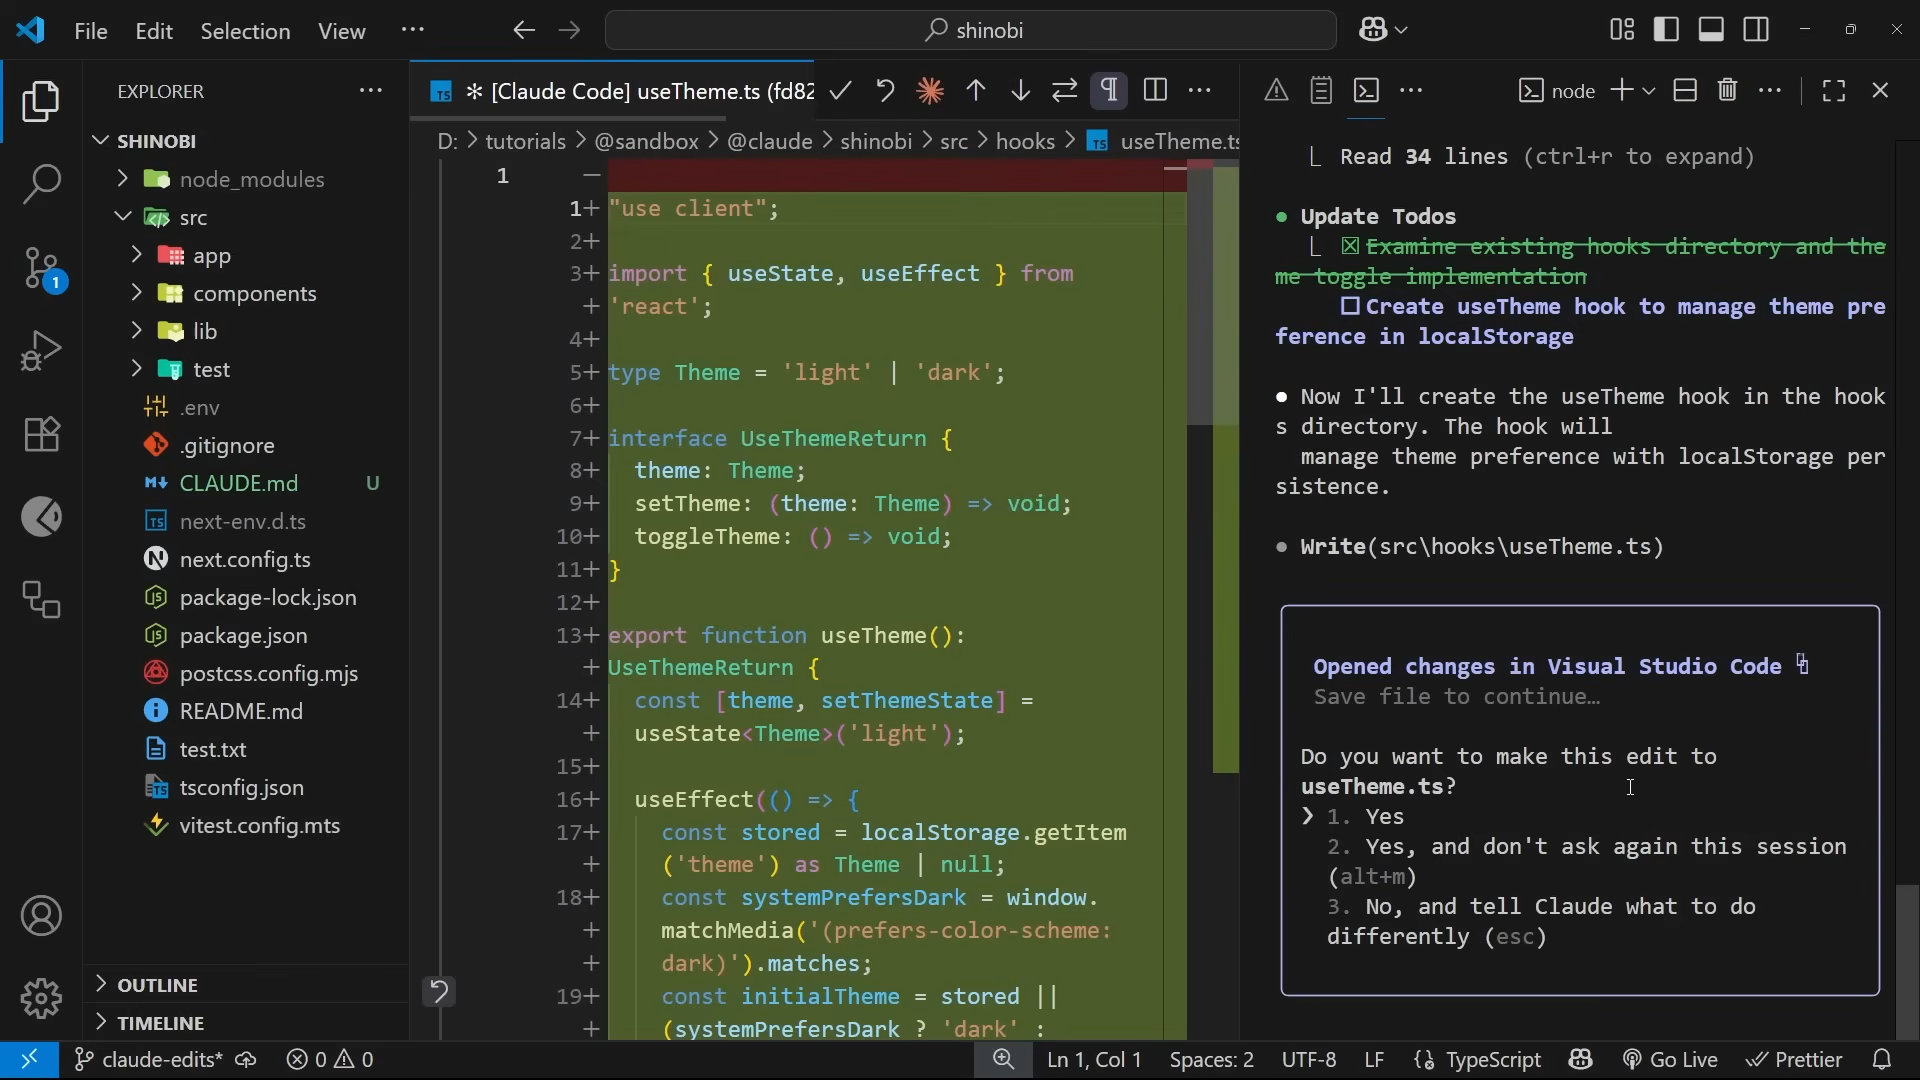 File Edit Selection View ···
shinobi
EXPLORER ···
SHINOBI
node_modules
src
app
components
lib
test
.env
.gitignore
CLAUDE.md U
next-env.d.ts
next.config.ts
package-lock.json
package.json
postcss.config.mjs
README.md
test.txt
tsconfig.json
vitest.config.mts
OUTLINE
TIMELINE
1
TS ✻ [Claude Code] useTheme.ts (fd82
D: > tutorials > @sandbox > @claude > shinobi > src > hooks > TS useTheme.ts
1 —
1+ "use client";
2+
3+ import { useState, useEffect } from
+ 'react';
4+
5+ type Theme = 'light' | 'dark';
6+
7+ interface UseThemeReturn {
8+ theme: Theme;
9+ setTheme: (theme: Theme) => void;
10+ toggleTheme: () => void;
11+ }
12+
13+ export function useTheme():
+ UseThemeReturn {
14+ const [theme, setThemeState] =
+ useState<Theme>('light');
15+
16+ useEffect(() => {
17+ const stored = localStorage.getItem
+ ('theme') as Theme | null;
18+ const systemPrefersDark = window.
+ matchMedia('(prefers-color-scheme:
+ dark)').matches;
19+ const initialTheme = stored ||
+ (systemPrefersDark ? 'dark' :
node
Read 34 lines (ctrl+r to expand)
● Update Todos
☒ Examine existing hooks directory and the
me toggle implementation
☐ Create useTheme hook to manage theme pre
ference in localStorage
● Now I'll create the useTheme hook in the hook
s directory. The hook will
manage theme preference with localStorage per
sistence.
● Write(src\hooks\useTheme.ts)
Opened changes in Visual Studio Code
Save file to continue…
Do you want to make this edit to
useTheme.ts?
❯ 1. Yes
2. Yes, and don't ask again this session
(alt+m)
3. No, and tell Claude what to do
differently (esc)
claude-edits* 0 0 Ln 1, Col 1 Spaces: 2 UTF-8 LF {} TypeScript Go Live Prettier